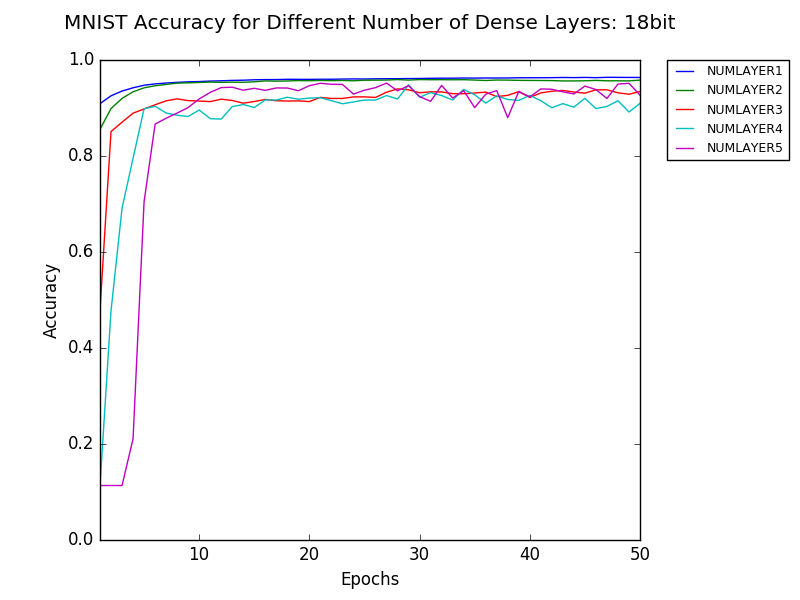 MNIST Accuracy for Different Number of Dense Layers: 18bit
1.0
0.8
0.6
0.4
0.2
0.0
Accuracy
10 20 30 40 50
Epochs
NUMLAYER1
NUMLAYER2
NUMLAYER3
NUMLAYER4
NUMLAYER5